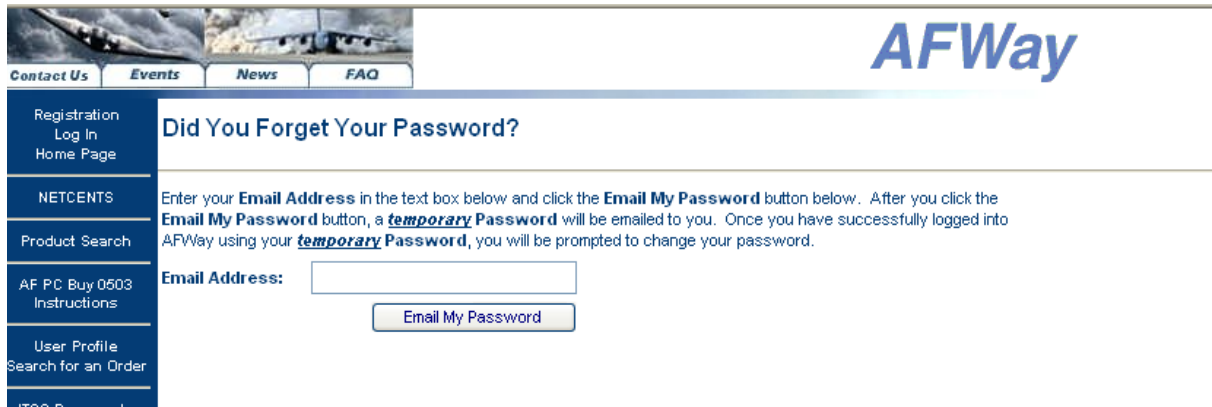 AFWay
Contact Us
Events
News
FAQ
Registration
Log In
Home Page
NETCENTS
Product Search
AF PC Buy 0503
Instructions
User Profile
Search for an Order
Did You Forget Your Password?
Enter your Email Address in the text box below and click the Email My Password button below. After you click the
Email My Password button, a temporary Password will be emailed to you. Once you have successfully logged into
AFWay using your temporary Password, you will be prompted to change your password.
Email Address:
Email My Password